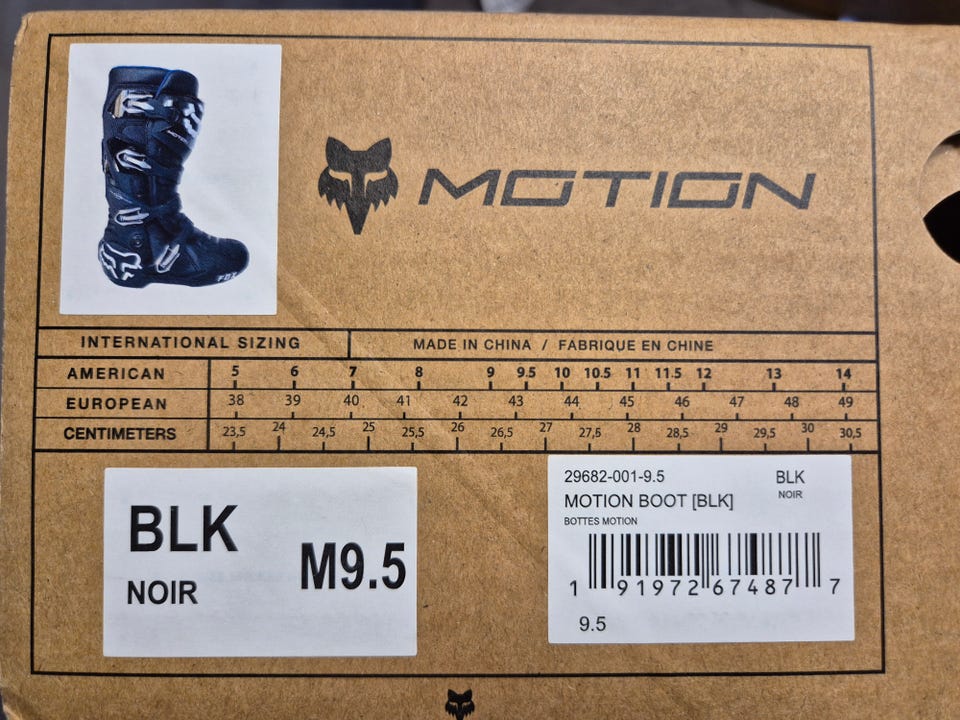 MOTION
INTERNATIONAL SIZING
MADE IN CHINA / FABRIQUE EN CHINE
AMERICAN 5 6 7 8 9 9.5 10 10.5 11 11.5 12 13 14
EUROPEAN 38 39 40 41 42 43 44 45 46 47 48 49
CENTIMETERS 23,5 24 24,5 25 25,5 26 26,5 27 27,5 28 28,5 29 29,5 30 30,5
BLK
NOIR
M9.5
29682-001-9.5 BLK
NOIR
MOTION BOOT [BLK]
BOTTES MOTION
1 91972 67487 7
9.5
MOTION
FOX